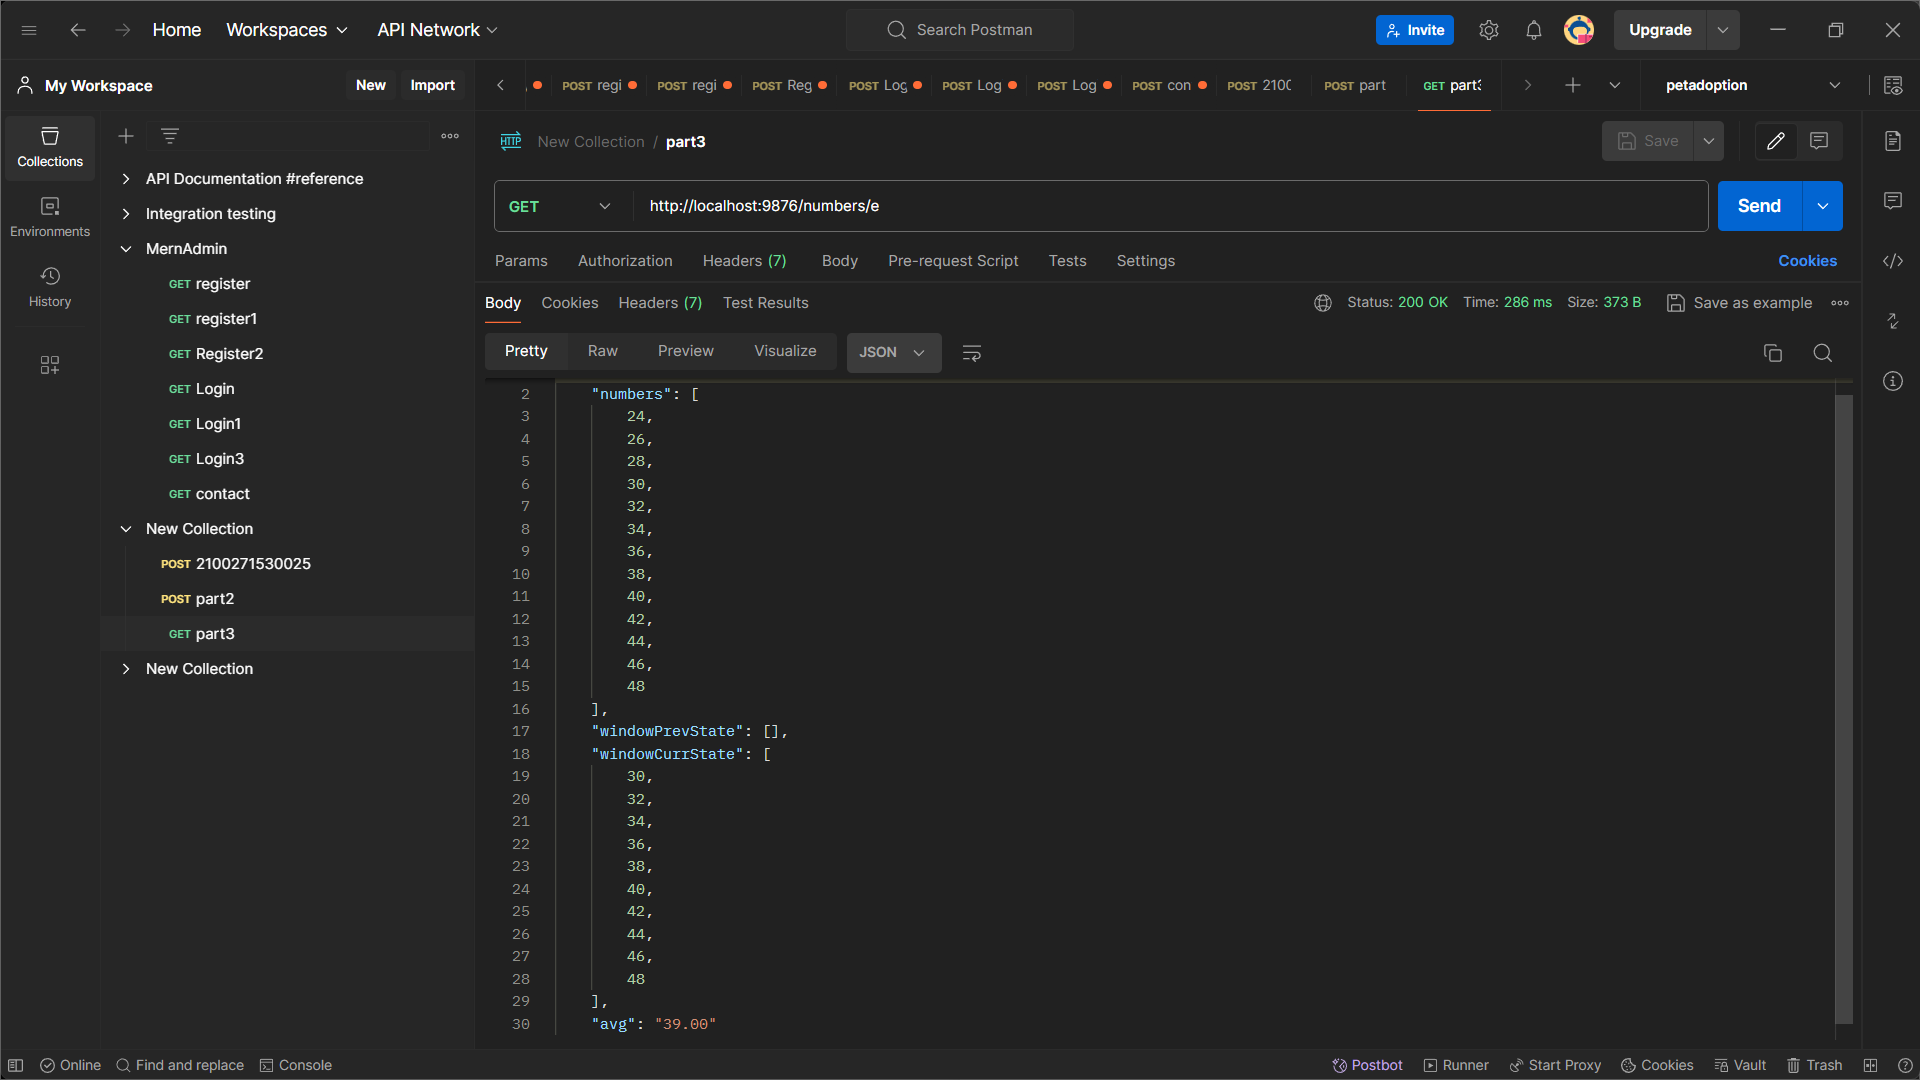 Home Workspaces API Network Search Postman Invite Upgrade
My Workspace New Import
POST regi POST regi POST Reg POST Log POST Log POST Log POST con POST 2100 POST part GET part3 petadoption
Collections
Environments
History
API Documentation #reference
Integration testing
MernAdmin
GET register
GET register1
GET Register2
GET Login
GET Login1
GET Login3
GET contact
New Collection
POST 2100271530025
POST part2
GET part3
New Collection
HTTP New Collection / part3 Save
GET http://localhost:9876/numbers/e Send
Params Authorization Headers (7) Body Pre-request Script Tests Settings Cookies
Body Cookies Headers (7) Test Results Status: 200 OK Time: 286 ms Size: 373 B Save as example
Pretty Raw Preview Visualize JSON
2 "numbers": [
3 24,
4 26,
5 28,
6 30,
7 32,
8 34,
9 36,
10 38,
11 40,
12 42,
13 44,
14 46,
15 48
16 ],
17 "windowPrevState": [],
18 "windowCurrState": [
19 30,
20 32,
21 34,
22 36,
23 38,
24 40,
25 42,
26 44,
27 46,
28 48
29 ],
30 "avg": "39.00"
Online Find and replace Console Postbot Runner Start Proxy Cookies Vault Trash